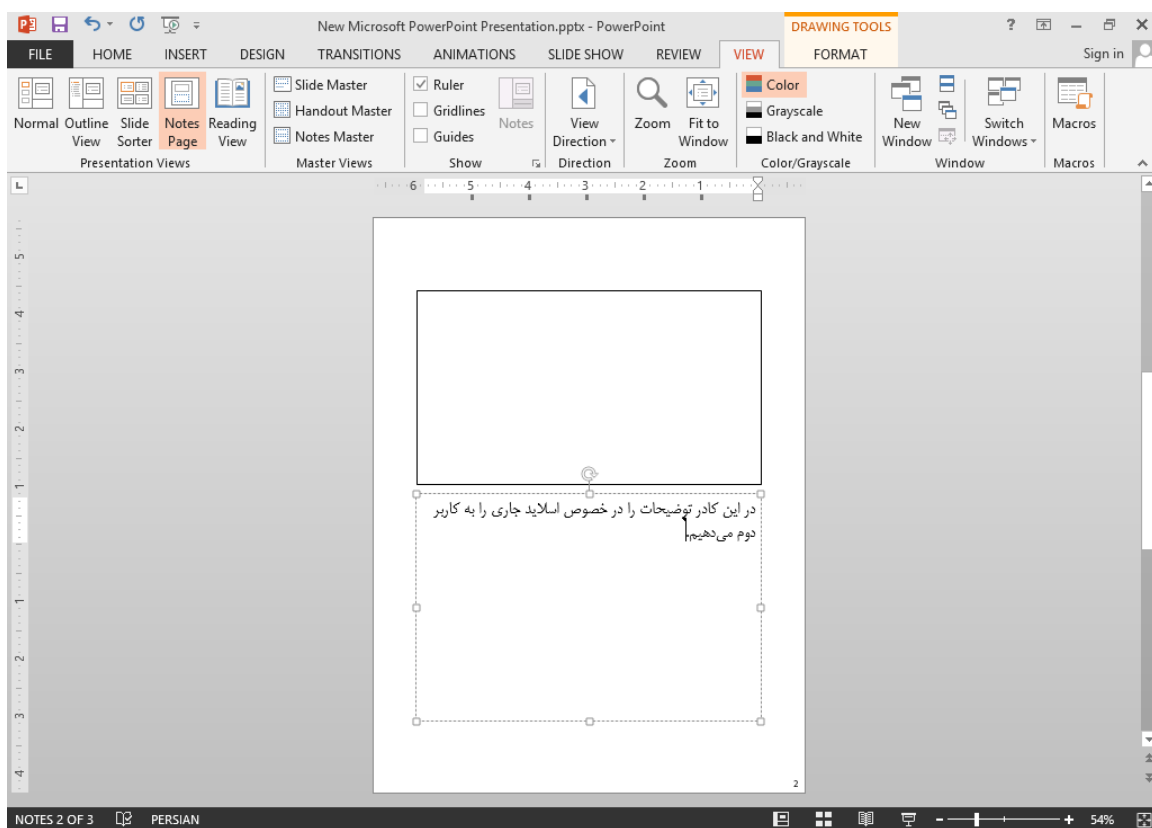 New Microsoft PowerPoint Presentation.pptx - PowerPoint
DRAWING TOOLS
?
FILE HOME INSERT DESIGN TRANSITIONS ANIMATIONS SLIDE SHOW REVIEW VIEW FORMAT Sign in
Normal
Outline View
Slide Sorter
Notes Page
Reading View
Presentation Views
Slide Master
Handout Master
Notes Master
Master Views
Ruler
Gridlines
Guides
Notes
Show
View Direction
Direction
Zoom
Fit to Window
Zoom
Color
Grayscale
Black and White
Color/Grayscale
New Window
Switch Windows
Window
Macros
Macros
6 5 4 3 2 1
5
4
3
2
1
1
2
3
4
در این کادر توضیحات را در خصوص اسلاید جاری را به کاربر
دوم می‌دهیم.
2
NOTES 2 OF 3 PERSIAN 54%